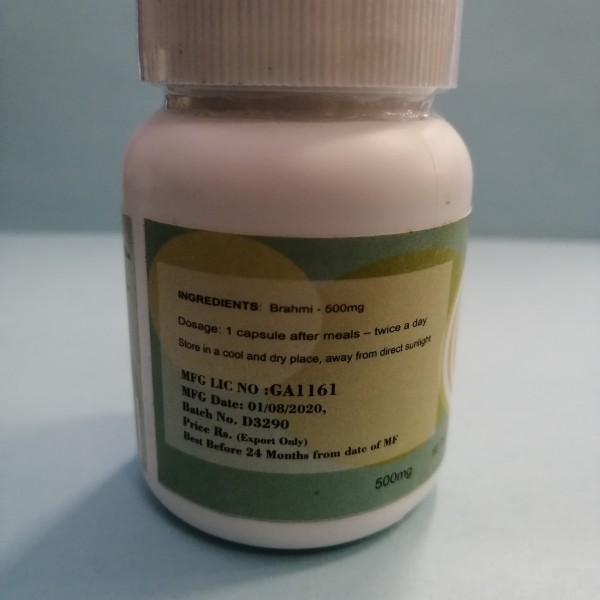 INGREDIENTS: Brahmi - 500mg
Dosage: 1 capsule after meals – twice a day
Store in a cool and dry place, away from direct sunlight
MFG LIC NO :GA1161
MFG Date: 01/08/2020,
Batch No. D3290
Price Rs. (Export Only)
Best Before 24 Months from date of MF
500mg